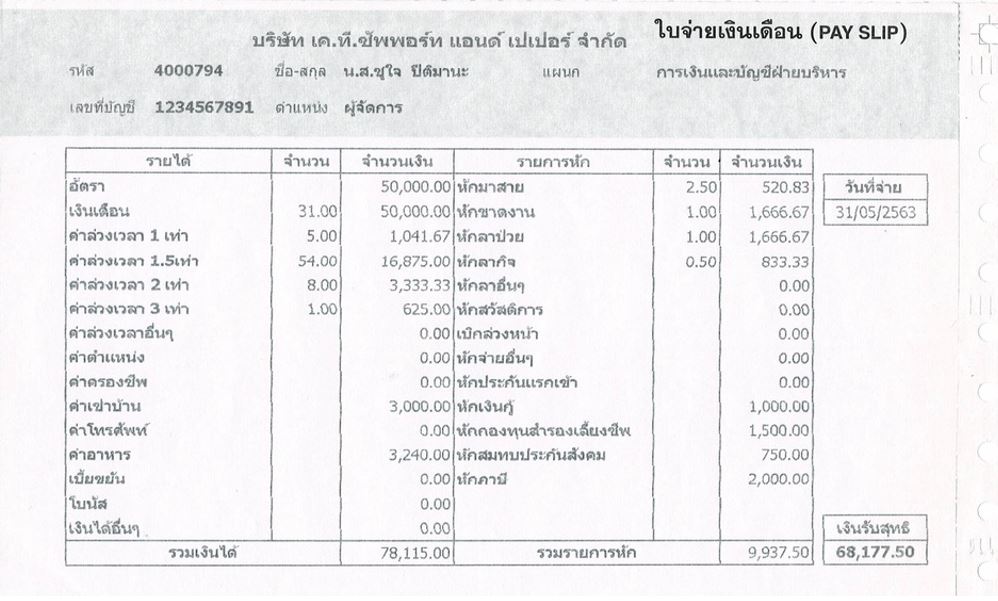 บริษัท เค.ที.ซัพพอร์ท แอนด์ เปเปอร์ จำกัด ใบจ่ายเงินเดือน (PAY SLIP)
รหัส 4000794 ชื่อ-สกุล น.ส.ชูใจ ปิติมานะ แผนก การเงินและบัญชีฝ่ายบริหาร
เลขที่บัญชี 1234567891 ตำแหน่ง ผู้จัดการ
รายได้ จำนวน จำนวนเงิน รายการหัก จำนวน จำนวนเงิน
อัตรา 50,000.00 หักมาสาย 2.50 520.83 วันที่จ่าย
เงินเดือน 31.00 50,000.00 หักขาดงาน 1.00 1,666.67 31/05/2563
ค่าล่วงเวลา 1 เท่า 5.00 1,041.67 หักลาป่วย 1.00 1,666.67
ค่าล่วงเวลา 1.5เท่า 54.00 16,875.00 หักลากิจ 0.50 833.33
ค่าล่วงเวลา 2 เท่า 8.00 3,333.33 หักลาอื่นๆ 0.00
ค่าล่วงเวลา 3 เท่า 1.00 625.00 หักสวัสดิการ 0.00
ค่าล่วงเวลาอื่นๆ 0.00 เบิกล่วงหน้า 0.00
ค่าตำแหน่ง 0.00 หักจ่ายอื่นๆ 0.00
ค่าครองชีพ 0.00 หักประกันแรกเข้า 0.00
ค่าเช่าบ้าน 3,000.00 หักเงินกู้ 1,000.00
ค่าโทรศัพท์ 0.00 หักกองทุนสำรองเลี้ยงชีพ 1,500.00
ค่าอาหาร 3,240.00 หักสมทบประกันสังคม 750.00
เบี้ยขยัน 0.00 หักภาษี 2,000.00
โบนัส 0.00
เงินได้อื่นๆ 0.00 เงินรับสุทธิ
รวมเงินได้ 78,115.00 รวมรายการหัก 9,937.50 68,177.50